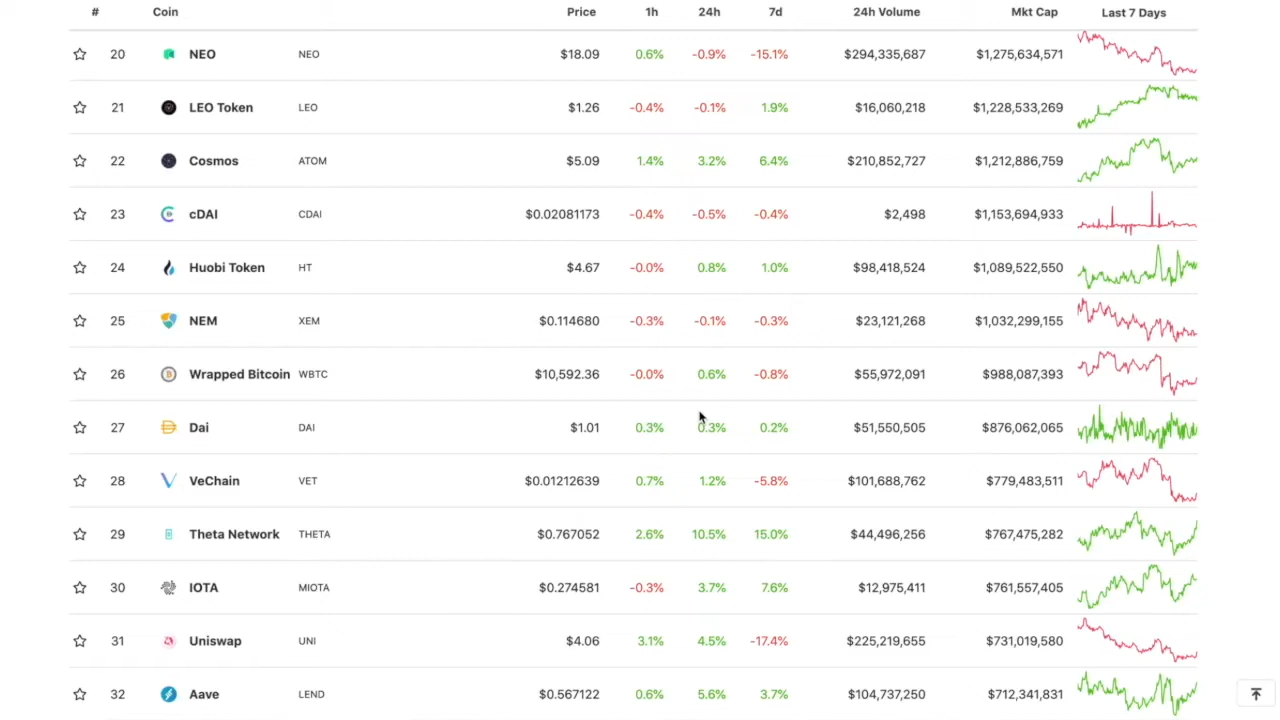 # Coin Price 1h 24h 7d 24h Volume Mkt Cap Last 7 Days
20 NEO NEO $18.09 0.6% -0.9% -15.1% $294,335,687 $1,275,634,571
21 LEO Token LEO $1.26 -0.4% -0.1% 1.9% $16,060,218 $1,228,533,269
22 Cosmos ATOM $5.09 1.4% 3.2% 6.4% $210,852,727 $1,212,886,759
23 cDAI CDAI $0.02081173 -0.4% -0.5% -0.4% $2,498 $1,153,694,933
24 Huobi Token HT $4.67 -0.0% 0.8% 1.0% $98,418,524 $1,089,522,550
25 NEM XEM $0.114680 -0.3% -0.1% -0.3% $23,121,268 $1,032,299,155
26 Wrapped Bitcoin WBTC $10,592.36 -0.0% 0.6% -0.8% $55,972,091 $988,087,393
27 Dai DAI $1.01 0.3% 0.3% 0.2% $51,550,505 $876,062,065
28 VeChain VET $0.01212639 0.7% 1.2% -5.8% $101,688,762 $779,483,511
29 Theta Network THETA $0.767052 2.6% 10.5% 15.0% $44,496,256 $767,475,282
30 IOTA MIOTA $0.274581 -0.3% 3.7% 7.6% $12,975,411 $761,557,405
31 Uniswap UNI $4.06 3.1% 4.5% -17.4% $225,219,655 $731,019,580
32 Aave LEND $0.567122 0.6% 5.6% 3.7% $104,737,250 $712,341,831